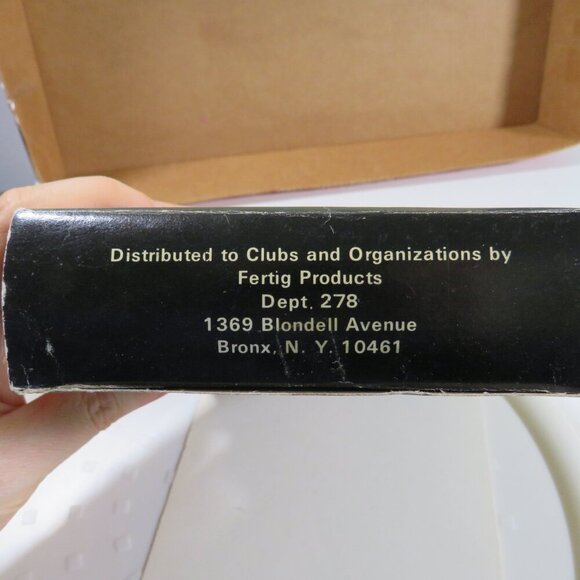 Distributed to Clubs and Organizations by
Fertig Products
Dept. 278
1369 Blondell Avenue
Bronx, N. Y. 10461